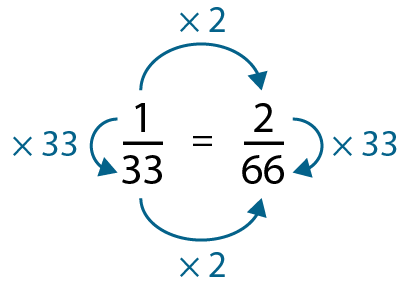 × 2
× 33 1/33 = 2/66 × 33
× 2